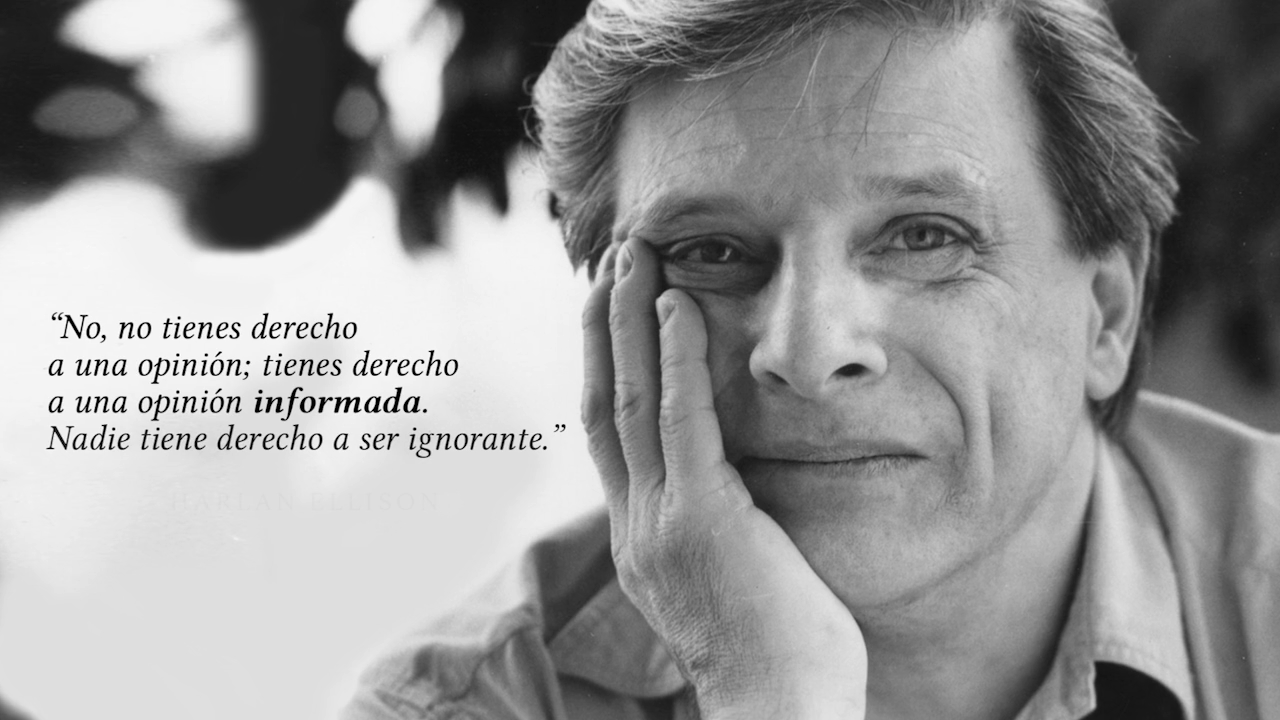 “No, no tienes derecho
a una opinión; tienes derecho
a una opinión informada.
Nadie tiene derecho a ser ignorante.”
HARLAN ELLISON